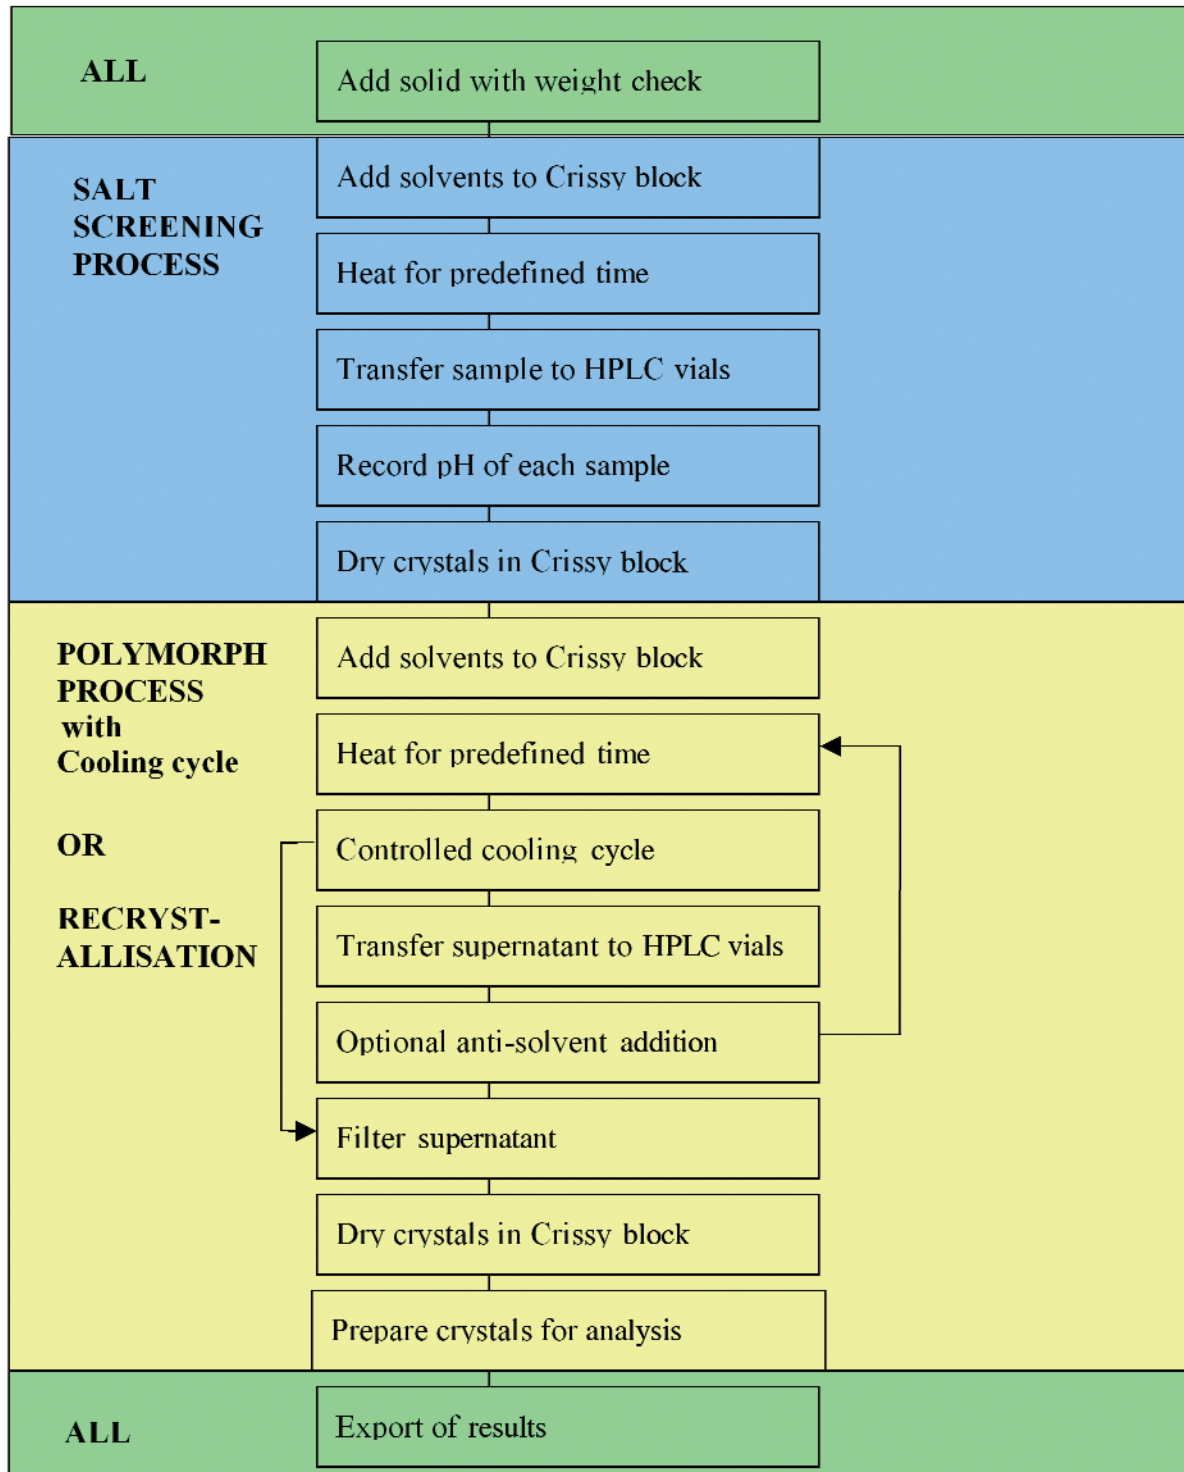 ALL
Add solid with weight check
SALT
SCREENING
PROCESS
Add solvents to Crissy block
Heat for predefined time
Transfer sample to HPLC vials
Record pH of each sample
Dry crystals in Crissy block
POLYMORPH
PROCESS
with
Cooling cycle
OR
RECRYST-
ALLISATION
Add solvents to Crissy block
Heat for predefined time
Controlled cooling cycle
Transfer supernatant to HPLC vials
Optional anti-solvent addition
Filter supernatant
Dry crystals in Crissy block
Prepare crystals for analysis
ALL
Export of results